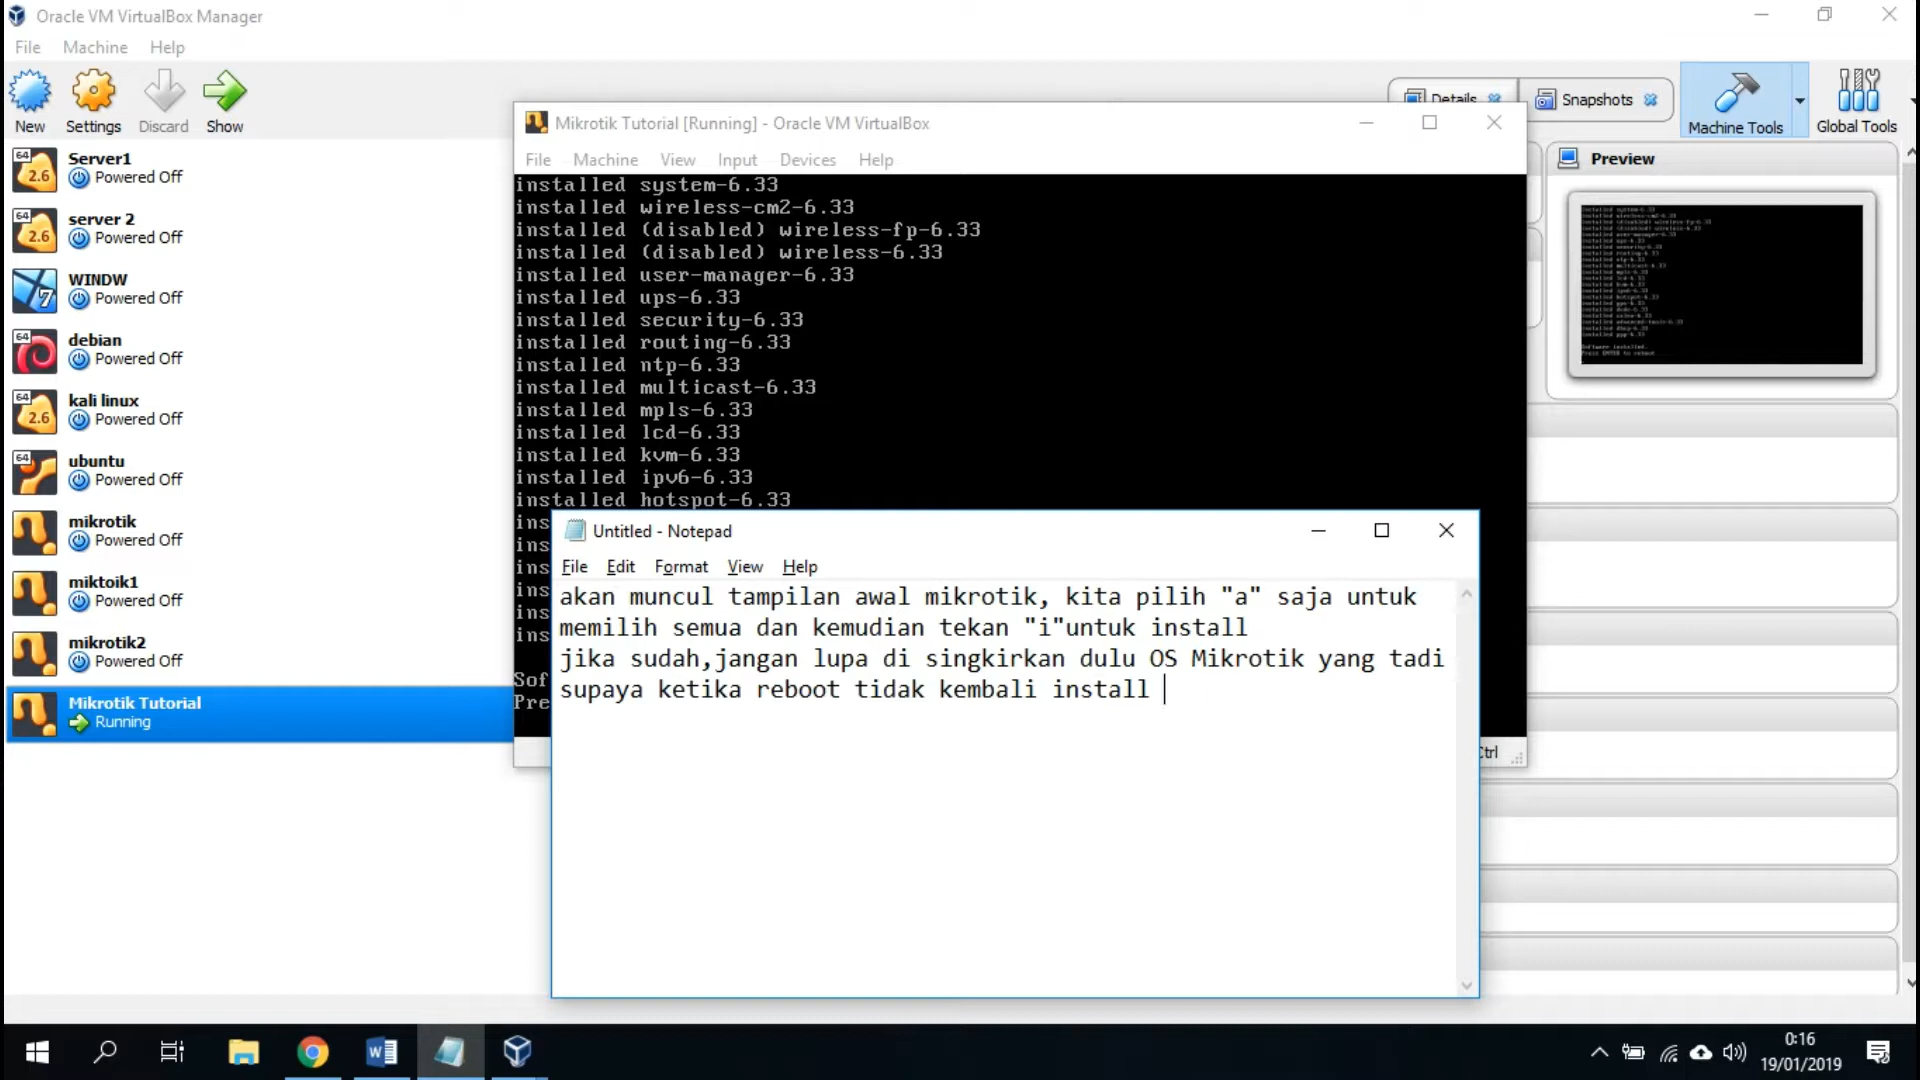 Oracle VM VirtualBox Manager
File Machine Help
New Settings Discard Show
Details Snapshots Machine Tools Global Tools
Server1
Powered Off
server 2
Powered Off
WINDW
Powered Off
debian
Powered Off
kali linux
Powered Off
ubuntu
Powered Off
mikrotik
Powered Off
miktoik1
Powered Off
mikrotik2
Powered Off
Mikrotik Tutorial
Running
Mikrotik Tutorial [Running] - Oracle VM VirtualBox
File Machine View Input Devices Help
installed system-6.33
installed wireless-cm2-6.33
installed (disabled) wireless-fp-6.33
installed (disabled) wireless-6.33
installed user-manager-6.33
installed ups-6.33
installed security-6.33
installed routing-6.33
installed ntp-6.33
installed multicast-6.33
installed mpls-6.33
installed lcd-6.33
installed kvm-6.33
installed ipv6-6.33
installed hotspot-6.33
ins
ins
ins
ins
ins
ins
Sof
Pre
Ctrl
Untitled - Notepad
File Edit Format View Help
akan muncul tampilan awal mikrotik, kita pilih "a" saja untuk
memilih semua dan kemudian tekan "i"untuk install
jika sudah,jangan lupa di singkirkan dulu OS Mikrotik yang tadi
supaya ketika reboot tidak kembali install
Preview
0:16
19/01/2019